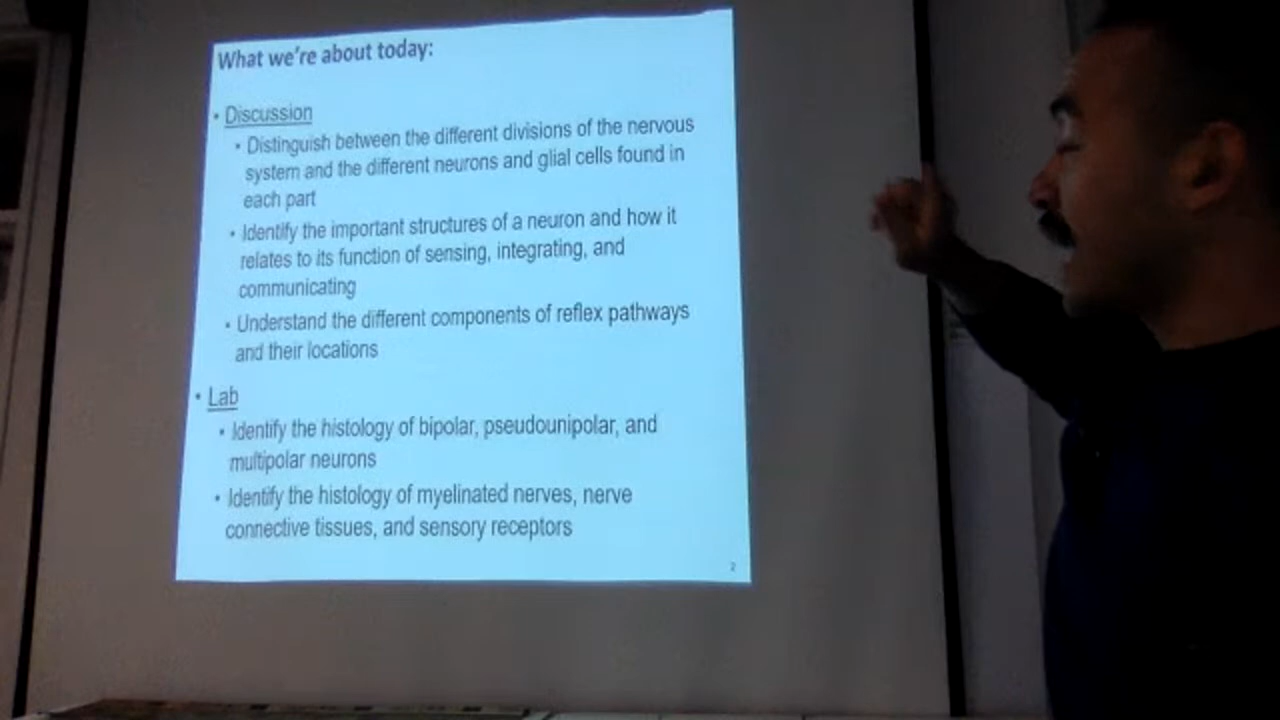 What we're about today:
• Discussion
• Distinguish between the different divisions of the nervous
system and the different neurons and glial cells found in
each part
• Identify the important structures of a neuron and how it
relates to its function of sensing, integrating, and
communicating
• Understand the different components of reflex pathways
and their locations
• Lab
• Identify the histology of bipolar, pseudounipolar, and
multipolar neurons
• Identify the histology of myelinated nerves, nerve
connective tissues, and sensory receptors
2